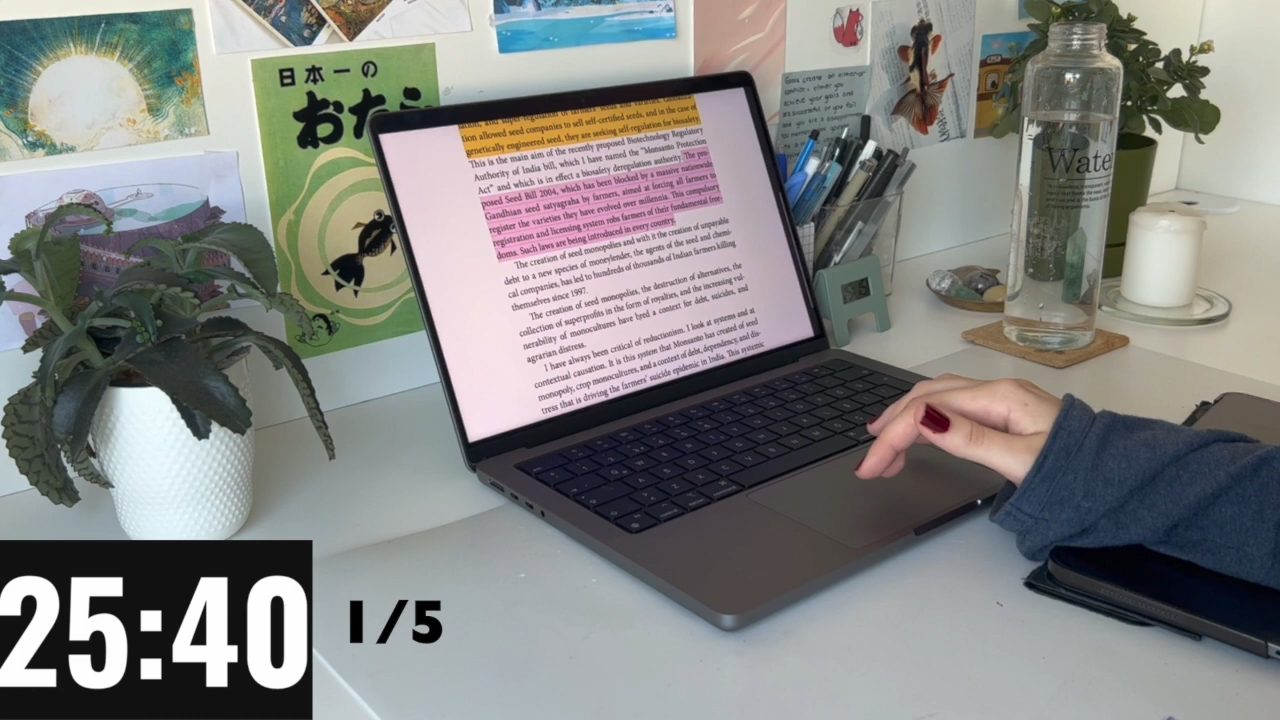 日本一の
おたら
ation, and super regulation of farmers' seeds and varieties.
tion allowed seed companies to sell self-certified seeds, and in the case of
genetically engineered seed, they are seeking self-regulation for biosafety.
This is the main aim of the recently proposed Biotechnology Regulatory
Authority of India bill, which I have named the "Monsanto Protection
Act" and which is in effect a biosafety deregulation authority. The pro-
posed Seed Bill 2004, which has been blocked by a massive nationwide
Gandhian seed satyagraha by farmers, aimed at forcing all farmers to
register the varieties they have evolved over millennia. This compulsory
registration and licensing system robs farmers of their fundamental free-
doms. Such laws are being introduced in every country.
The creation of seed monopolies and with it the creation of unpayable
debt to a new species of moneylender, the agents of the seed and chemi-
cal companies, has led to hundreds of thousands of Indian farmers killing
themselves since 1997.
The creation of seed monopolies, the destruction of alternatives, the
collection of superprofits in the form of royalties, and the increasing vul-
nerability of monocultures have bred a context for debt, suicides, and
agrarian distress.
I have always been critical of reductionism. I look at systems and at
contextual causation. It is this system that Monsanto has created of seed
monopoly, crop monocultures, and a context of debt, dependency, and dis-
tress that is driving the farmers' suicide epidemic in India. This systemic
Wate
25:40
1/5